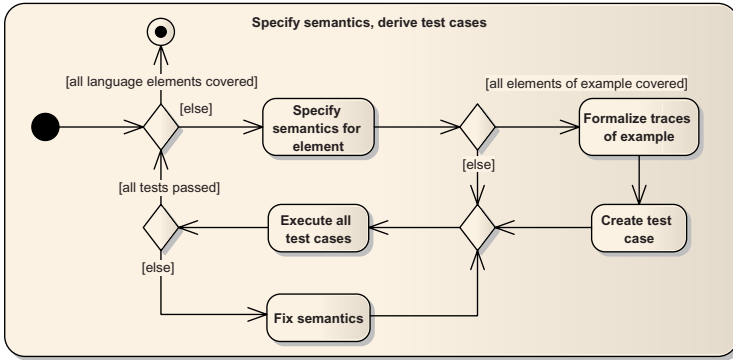 Specify semantics, derive test cases
[all language elements covered]
[all elements of example covered]
[else]
Specify
semantics for
element
Formalize traces
of example
[else]
[all tests passed]
Execute all
test cases
Create test
case
[else]
Fix semantics